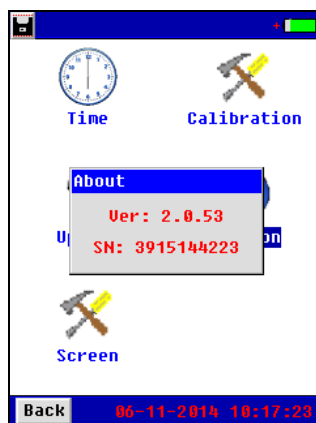 Time
Calibration
About
Ver: 2.0.53
SN: 3915144223
Screen
Back
06-11-2014 10:17:23